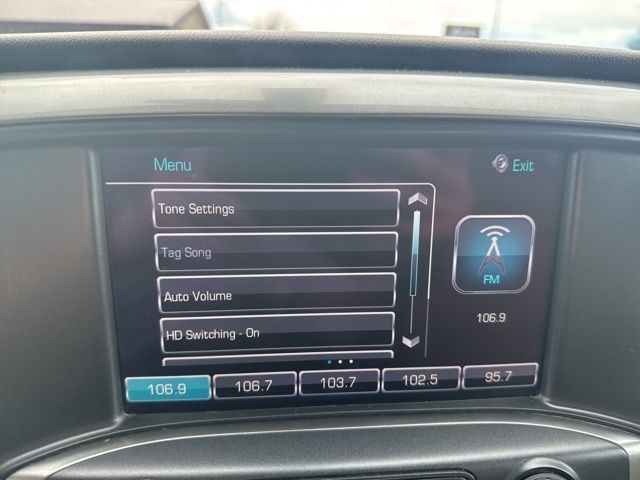 Menu
Exit
Tone Settings
Tag Song
Auto Volume
HD Switching - On
FM
106.9
106.9
106.7
103.7
102.5
95.7